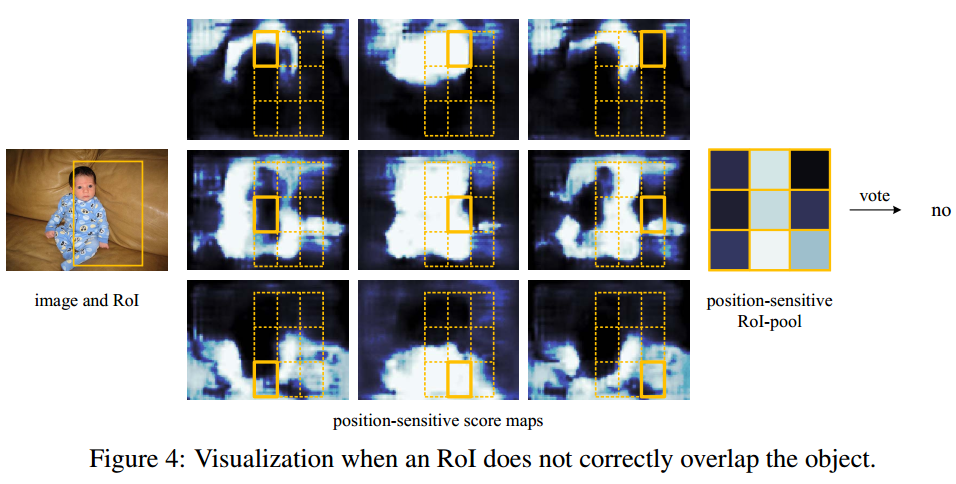 vote
no
image and RoI
position-sensitive
RoI-pool
position-sensitive score maps
Figure 4: Visualization when an RoI does not correctly overlap the object.